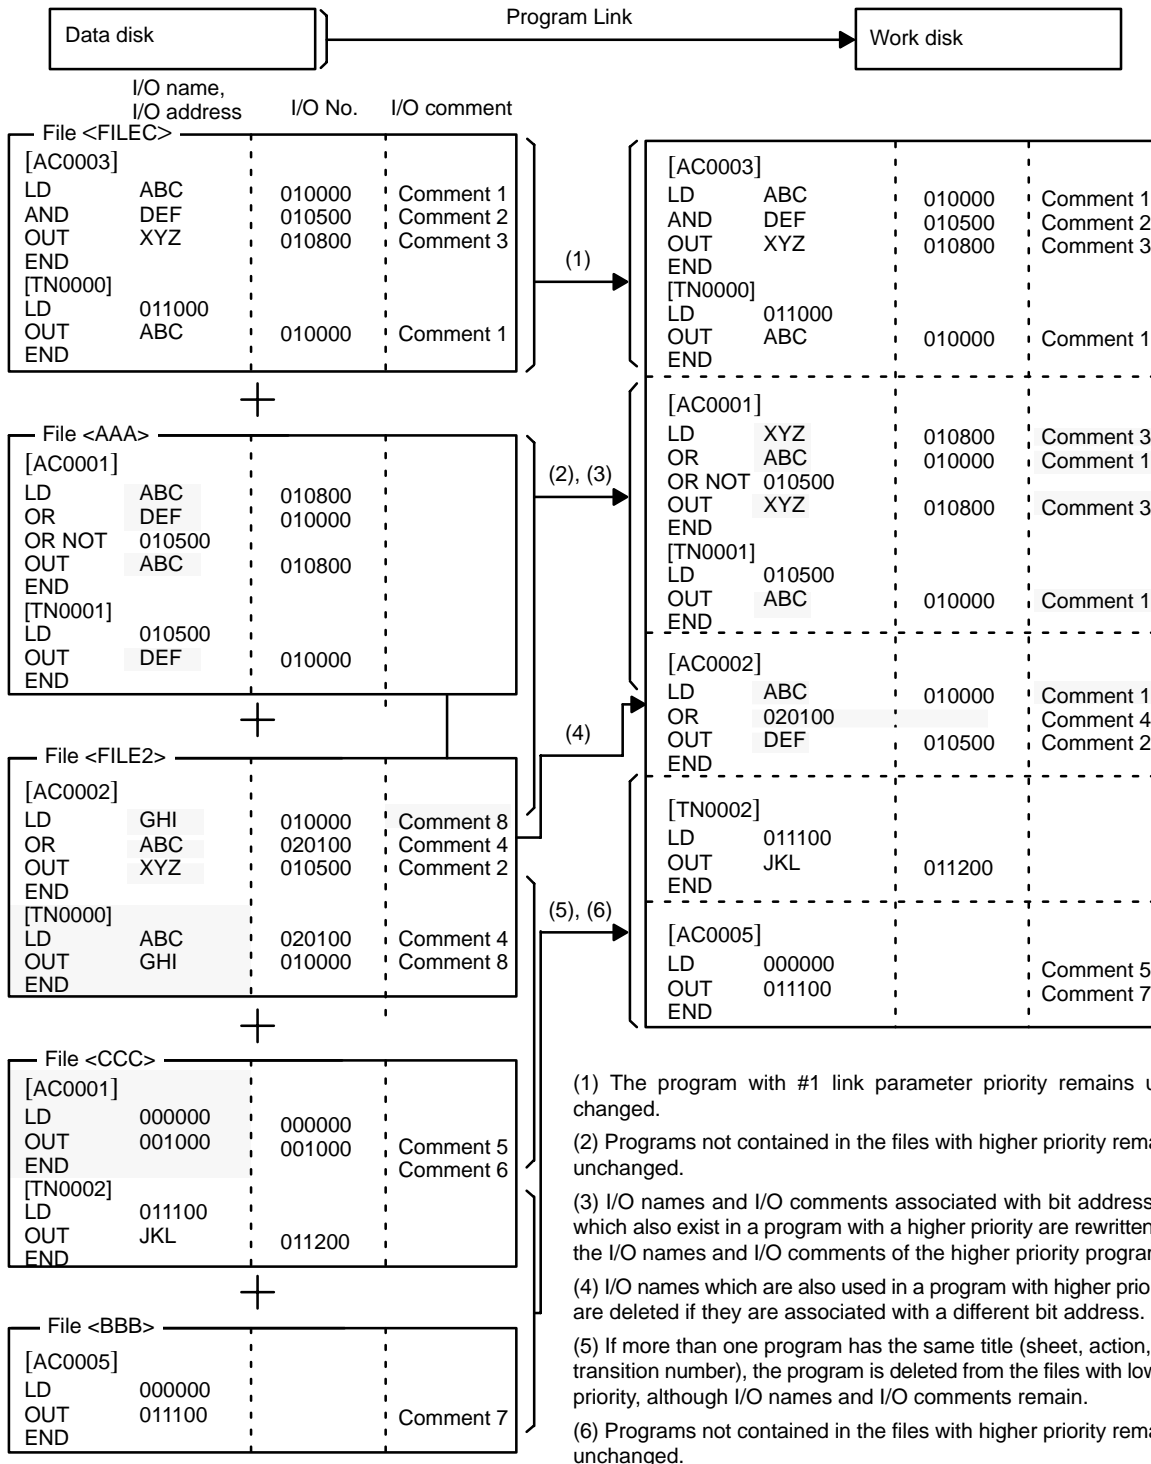 Program Link
Data disk
Work disk
I/O name,
I/O address
I/O No.
I/O comment
File <FILEC>
[AC0003]
LD ABC 010000 Comment 1
AND DEF 010500 Comment 2
OUT XYZ 010800 Comment 3
END
[TN0000]
LD 011000
OUT ABC 010000 Comment 1
END
File <AAA>
[AC0001]
LD ABC 010800
OR DEF 010000
OR NOT 010500
OUT ABC 010800
END
[TN0001]
LD 010500
OUT DEF 010000
END
File <FILE2>
[AC0002]
LD GHI 010000 Comment 8
OR ABC 020100 Comment 4
OUT XYZ 010500 Comment 2
END
[TN0000]
LD ABC 020100 Comment 4
OUT GHI 010000 Comment 8
END
File <CCC>
[AC0001]
LD 000000 000000
OUT 001000 001000 Comment 5
END Comment 6
[TN0002]
LD 011100
OUT JKL 011200
END
File <BBB>
[AC0005]
LD 000000
OUT 011100 Comment 7
END
(1)
(2), (3)
(4)
(5), (6)
[AC0003]
LD ABC 010000 Comment 1
AND DEF 010500 Comment 2
OUT XYZ 010800 Comment 3
END
[TN0000]
LD 011000
OUT ABC 010000 Comment 1
END
[AC0001]
LD XYZ 010800 Comment 3
OR ABC 010000 Comment 1
OR NOT 010500
OUT XYZ 010800 Comment 3
END
[TN0001]
LD 010500
OUT ABC 010000 Comment 1
END
[AC0002]
LD ABC 010000 Comment 1
OR 020100 Comment 4
OUT DEF 010500 Comment 2
END
[TN0002]
LD 011100
OUT JKL 011200
END
[AC0005]
LD 000000 Comment 5
OUT 011100 Comment 7
END
(1) The program with #1 link parameter priority remains
changed.
(2) Programs not contained in the files with higher priority
unchanged.
(3) I/O names and I/O comments associated with bit
which also exist in a program with a higher priority are rewritten
the I/O names and I/O comments of the higher priority
(4) I/O names which are also used in a program with higher
are deleted if they are associated with a different bit address.
(5) If more than one program has the same title (sheet, action,
transition number), the program is deleted from the files with
priority, although I/O names and I/O comments remain.
(6) Programs not contained in the files with higher priority
unchanged.